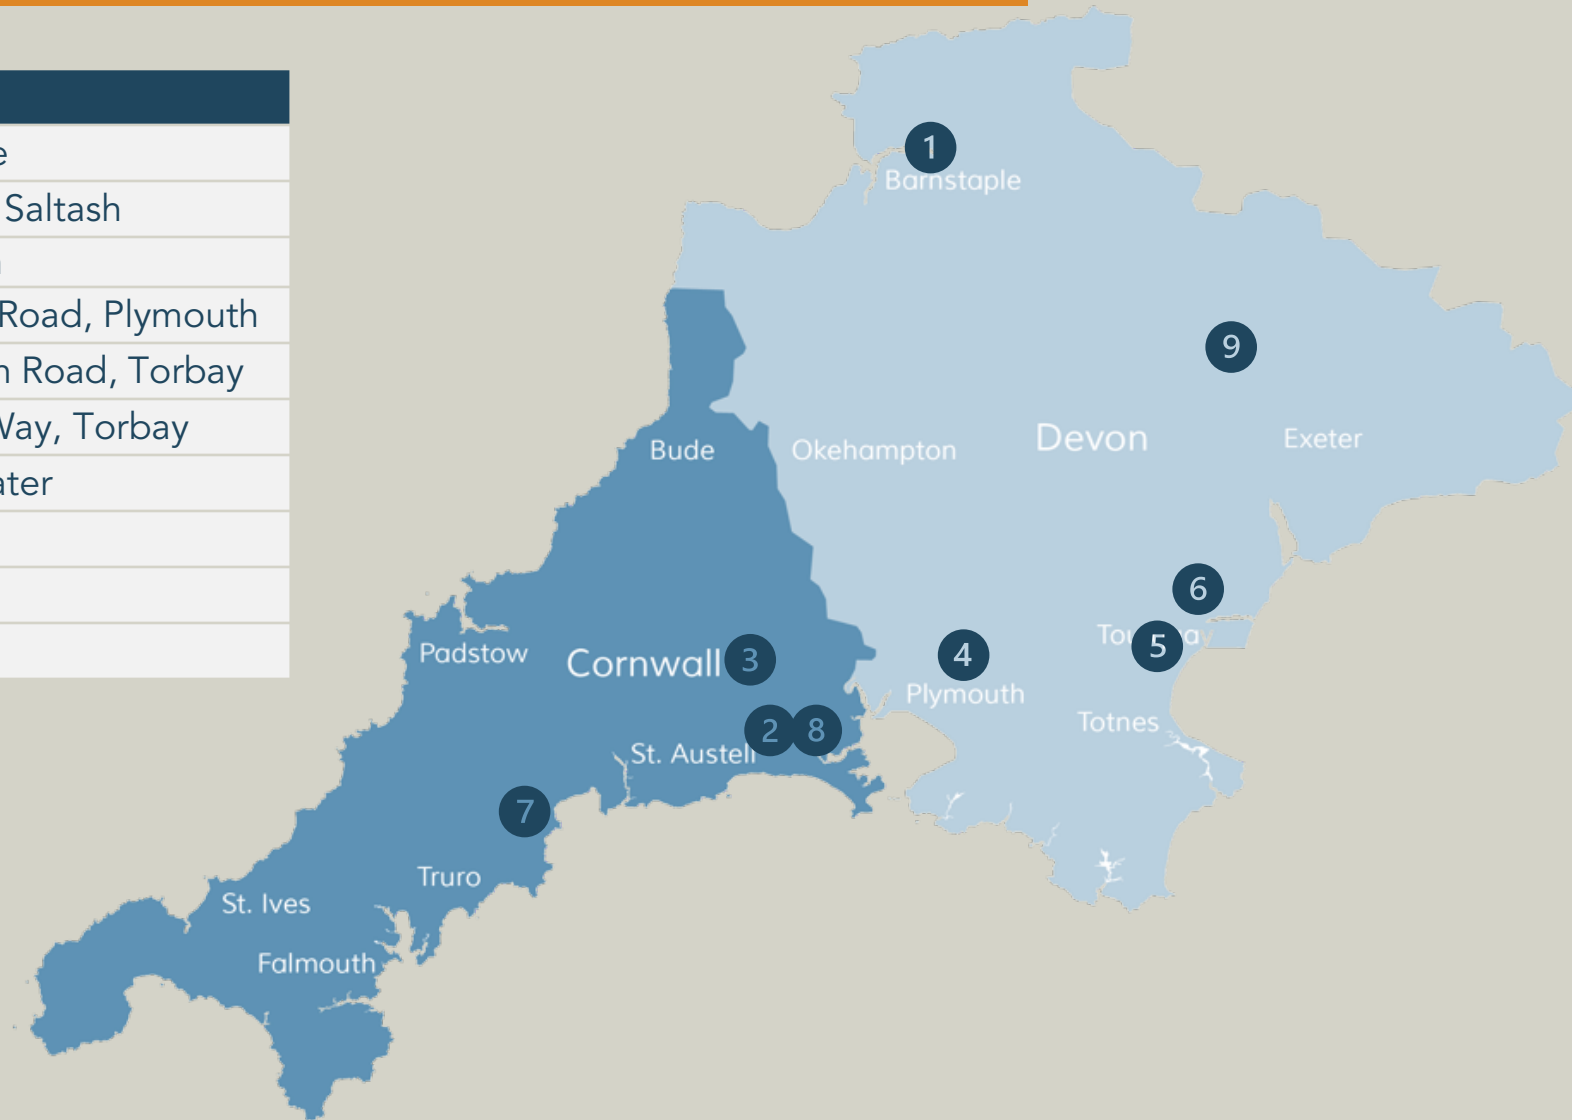 e
Saltash
Road, Plymouth
n Road, Torbay
Way, Torbay
ater
1
Barnstaple
9
Devon
Bude
Okehampton
Exeter
6
Padstow
Cornwall
3
4
5
Plymouth
Totnes
2
8
St. Austell
7
Truro
St. Ives
Falmouth